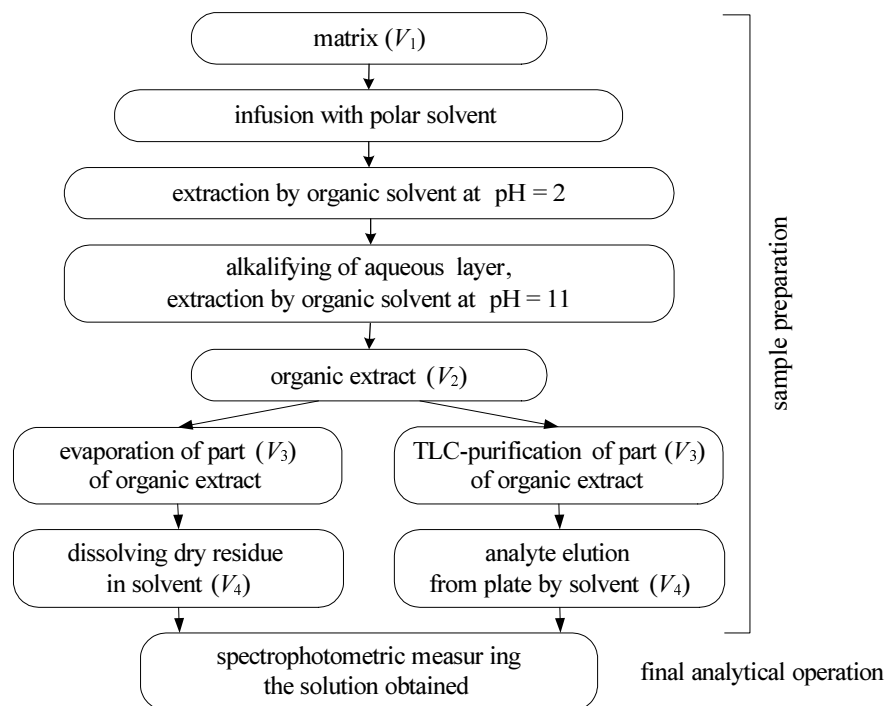 matrix (V1)
infusion with polar solvent
extraction by organic solvent at pH = 2
alkalifying of aqueous layer,
extraction by organic solvent at pH = 11
organic extract (V2)
evaporation of part (V3)
of organic extract
TLC-purification of part (V3)
of organic extract
dissolving dry residue
in solvent (V4)
analyte elution
from plate by solvent (V4)
spectrophotometric measur ing
the solution obtained
sample preparation
final analytical operation